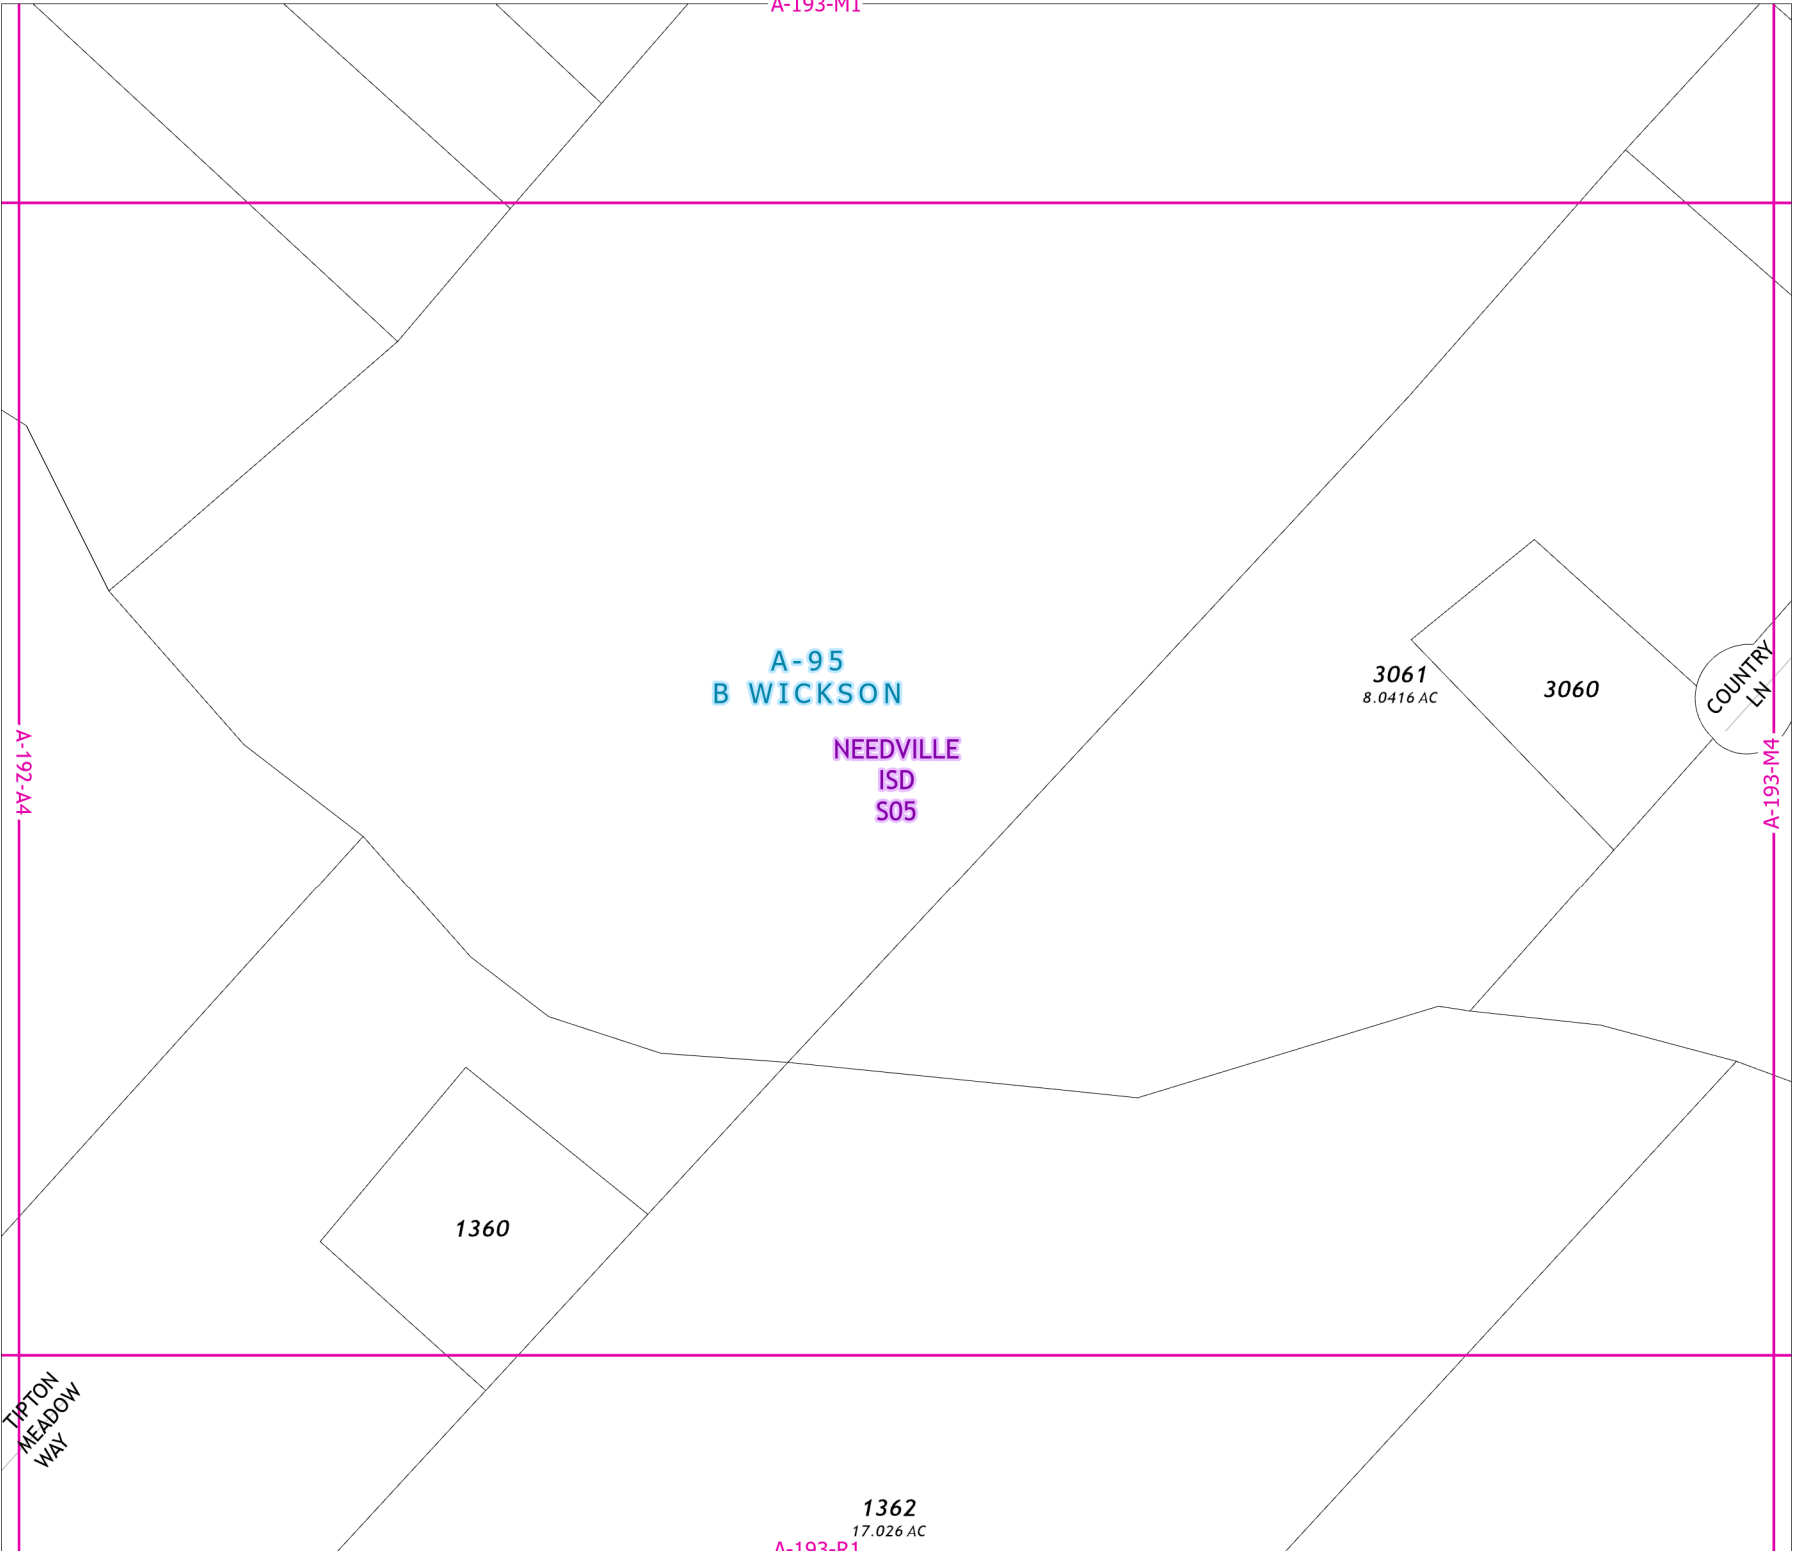 A-193-M1
A-95
B WICKSON
NEEDVILLE
ISD
S05
3061
8.0416 AC
3060
COUNTRY
LN
A-192-A4
A-193-M4
1360
TIPTON
MEADOW
WAY
1362
17.026 AC
A-193-R1